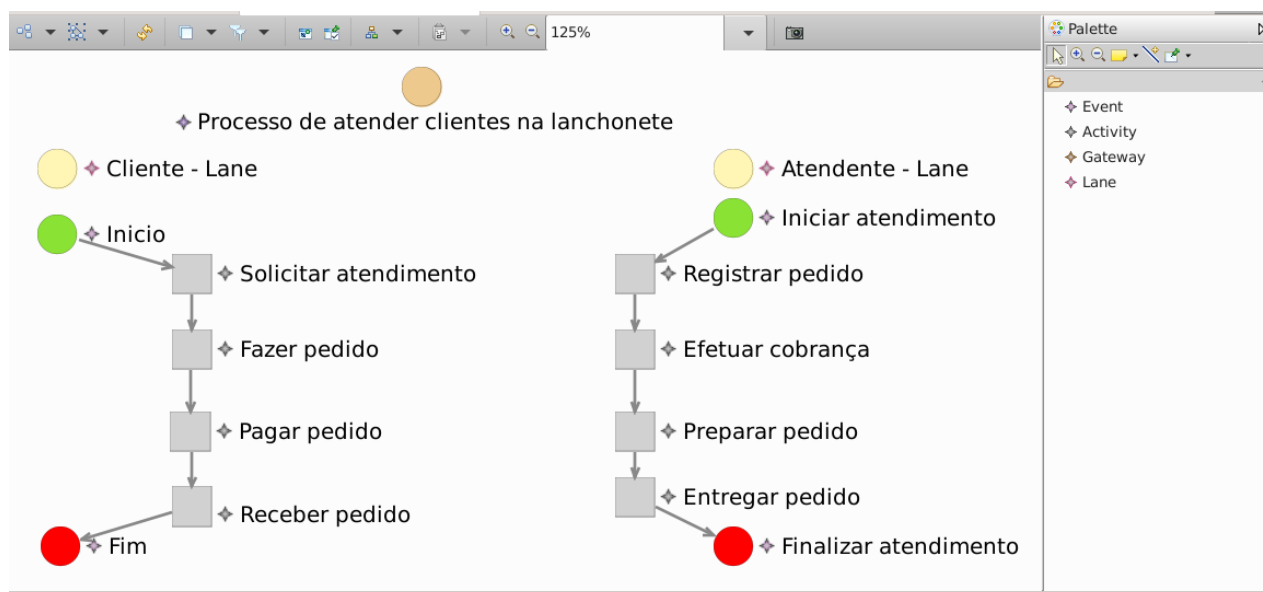 125%
Palette
Processo de atender clientes na lanchonete
Cliente - Lane
Atendente - Lane
Inicio
Iniciar atendimento
Solicitar atendimento
Registrar pedido
Fazer pedido
Efetuar cobrança
Pagar pedido
Preparar pedido
Receber pedido
Entregar pedido
Fim
Finalizar atendimento
Event
Activity
Gateway
Lane